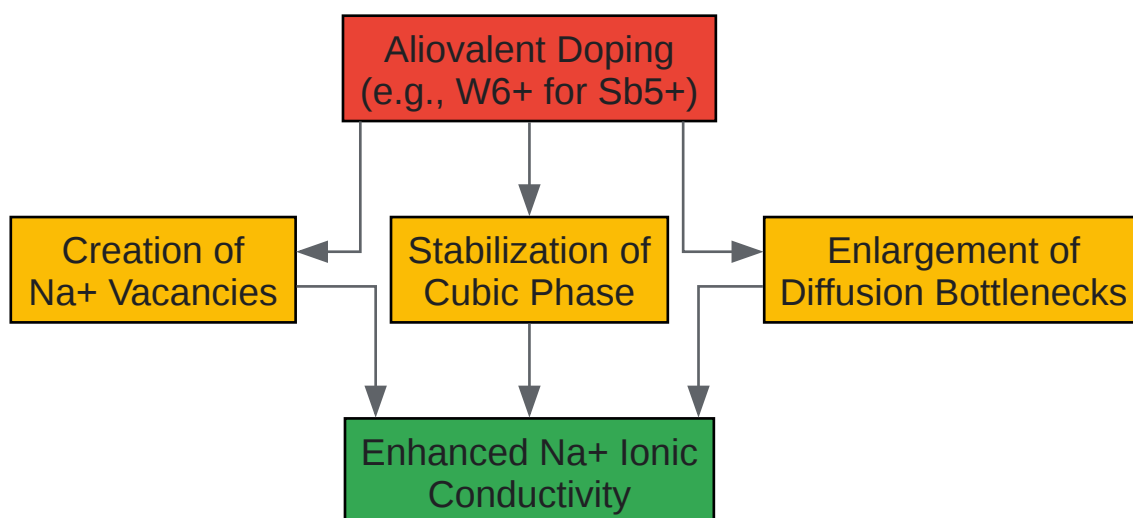 Aliovalent Doping
(e.g., W6+ for Sb5+)
Creation of
Na+ Vacancies
Stabilization of
Cubic Phase
Enlargement of
Diffusion Bottlenecks
Enhanced Na+ Ionic
Conductivity